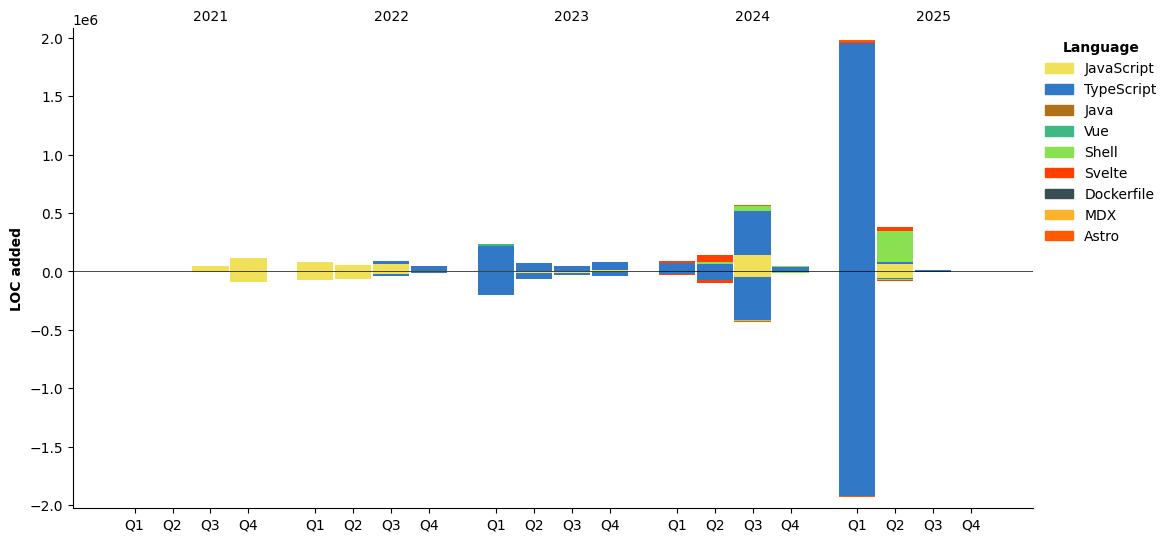 2021 2022 2023 2024 2025
1e6
2.0
1.5
1.0
0.5
0.0
−0.5
−1.0
−1.5
−2.0
LOC added
Q1 Q2 Q3 Q4 Q1 Q2 Q3 Q4 Q1 Q2 Q3 Q4 Q1 Q2 Q3 Q4 Q1 Q2 Q3 Q4
Language
JavaScript
TypeScript
Java
Vue
Shell
Svelte
Dockerfile
MDX
Astro